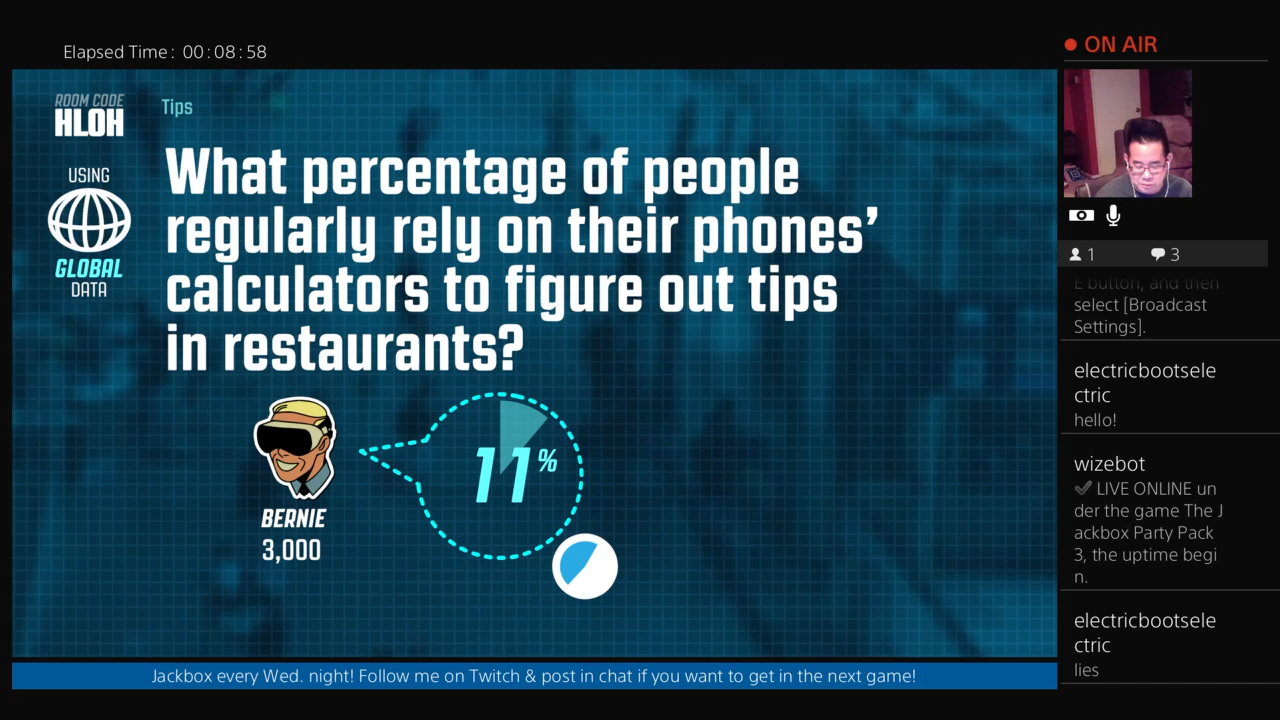 Elapsed Time: 00:08:58
ROOM CODE
HLOH
USING
GLOBAL
DATA
Tips
What percentage of people
regularly rely on their phones'
calculators to figure out tips
in restaurants?
BERNIE
3,000
11%
Jackbox every Wed. night! Follow me on Twitch & post in chat if you want to get in the next game!
ON AIR
1
3
E button, and then
select [Broadcast
Settings].
electricbootsele
ctric
hello!
wizebot
✔ LIVE ONLINE un
der the game The J
ackbox Party Pack
3, the uptime begi
n.
electricbootsele
ctric
lies